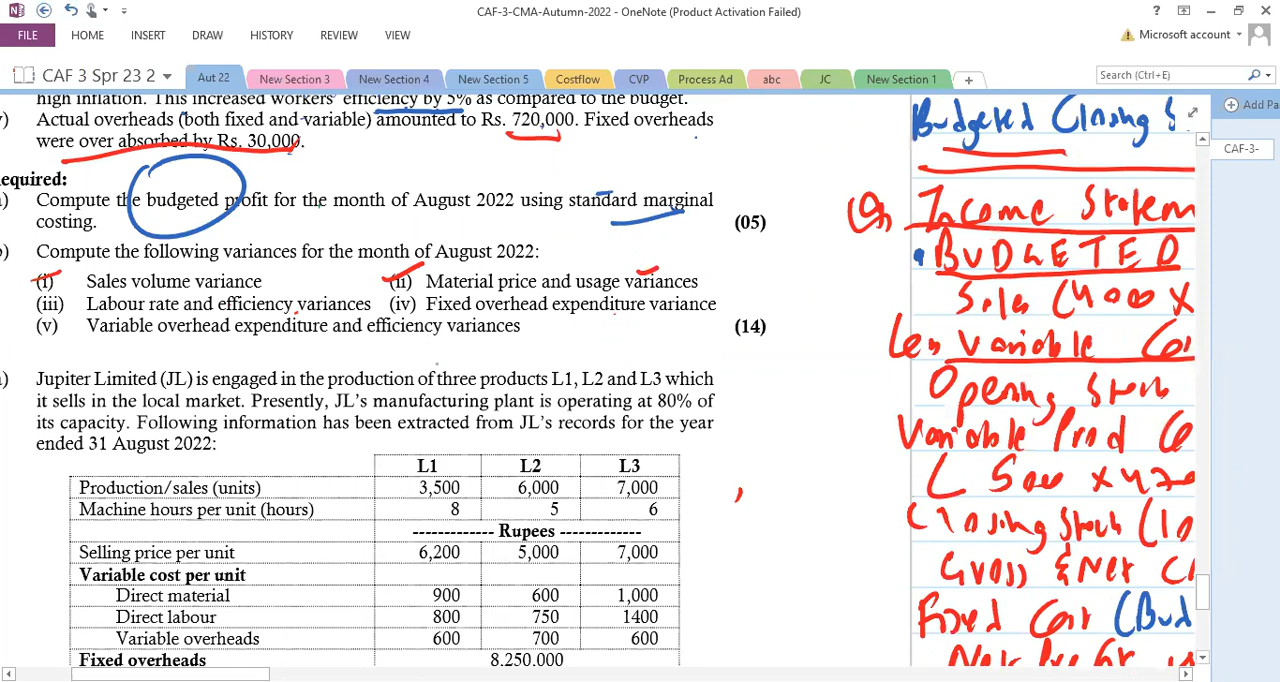 CAF-3-CMA-Autumn-2022 - OneNote (Product Activation Failed)
FILE HOME INSERT DRAW HISTORY REVIEW VIEW Microsoft account
CAF 3 Spr 23 2 Aut 22 New Section 3 New Section 4 New Section 5 Costflow CVP Process Ad abc JC New Section 1 Search (Ctrl+E)
high inflation. This increased workers' efficiency by 5% as compared to the budget.
Actual overheads (both fixed and variable) amounted to Rs. 720,000. Fixed overheads
were over absorbed by Rs. 30,000.
equired:
Compute the budgeted profit for the month of August 2022 using standard marginal
costing. (05)
Compute the following variances for the month of August 2022:
(i) Sales volume variance (ii) Material price and usage variances
(iii) Labour rate and efficiency variances (iv) Fixed overhead expenditure variance
(v) Variable overhead expenditure and efficiency variances (14)
Jupiter Limited (JL) is engaged in the production of three products L1, L2 and L3 which
it sells in the local market. Prently, JL's manufacturing plant is operating at 80% of
its capacity. Following information has been extracted from JL's records for the year
ended 31 August 2022:
L1 L2 L3
Production/sales (units) 3,500 6,000 7,000
Machine hours per unit (hours) 8 5 6
------------- Rupees -------------
Selling price per unit 6,200 5,000 7,000
Variable cost per unit
Direct material 900 600 1,000
Direct labour 800 750 1400
Variable overheads 600 700 600
Fixed overheads 8,250,000
Budgeted Closing S
Income Statem
BUDGETED
Sales (4000 x
Less Variable Co
Opening Stock
Variable Prod Co
Closing Stock (10
Gross & Net C
Fixed Cost (Bud
Net Profit
Add Pa
CAF-3-